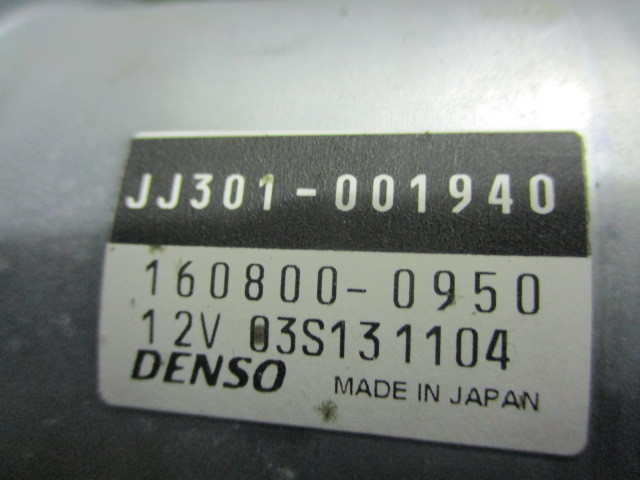 JJ301-001940
160800-0950
12V 03S131104
DENSO MADE IN JAPAN